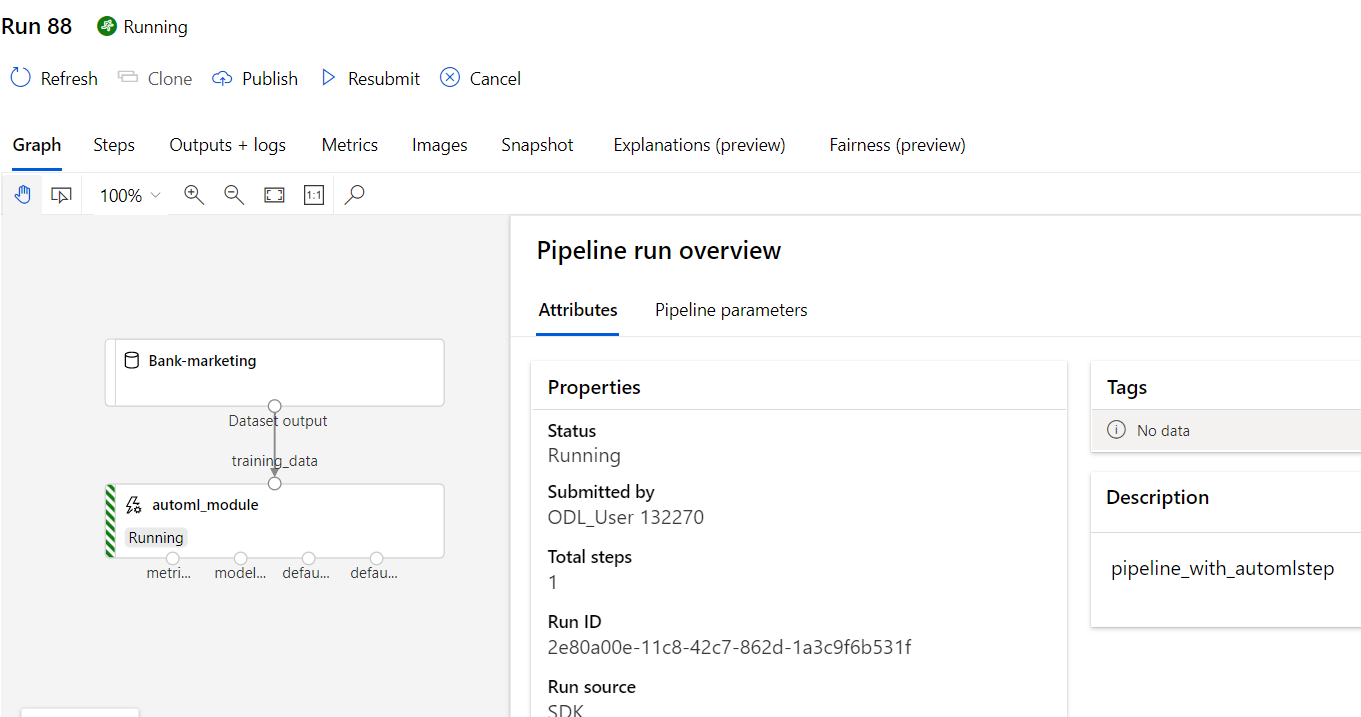 Run 88 Running
Refresh Clone Publish Resubmit Cancel
Graph Steps Outputs + logs Metrics Images Snapshot Explanations (preview) Fairness (preview)
100% 1:1
Pipeline run overview
Attributes Pipeline parameters
Bank-marketing
Dataset output
training_data
automl_module
Running
metri... model... defau... defau...
Properties
Status
Running
Submitted by
ODL_User 132270
Total steps
1
Run ID
2e80a00e-11c8-42c7-862d-1a3c9f6b531f
Run source
SDK
Tags
No data
Description
pipeline_with_automlstep